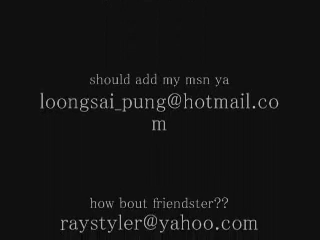 should add my msn ya
loongsai_pung@hotmail.co
m
how bout friendster??
raystyler@yahoo.com